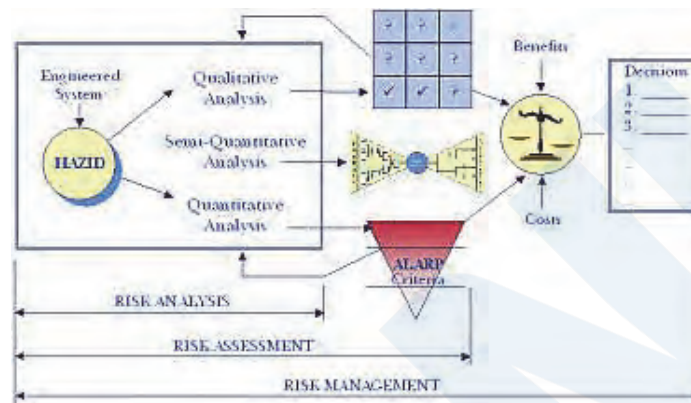 Engineered
System
HAZID
Qualitative
Analysis
Semi-Quantitative
Analysis
Quantitative
Analysis
? ?
? ? ?
✓ ✓ ?
ALARP
Criteria
Benefits
Costs
Decisions
1
2
3
RISK ANALYSIS
RISK ASSESSMENT
RISK MANAGEMENT